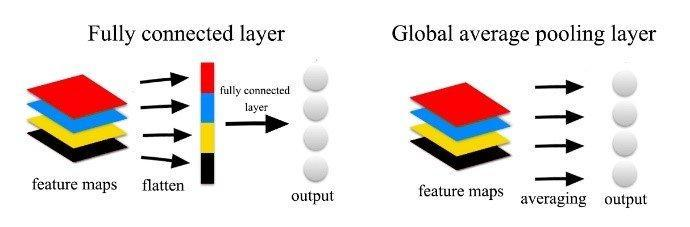 Fully connected layer
feature maps
flatten
fully connected
layer
output
Global average pooling layer
feature maps
averaging
output